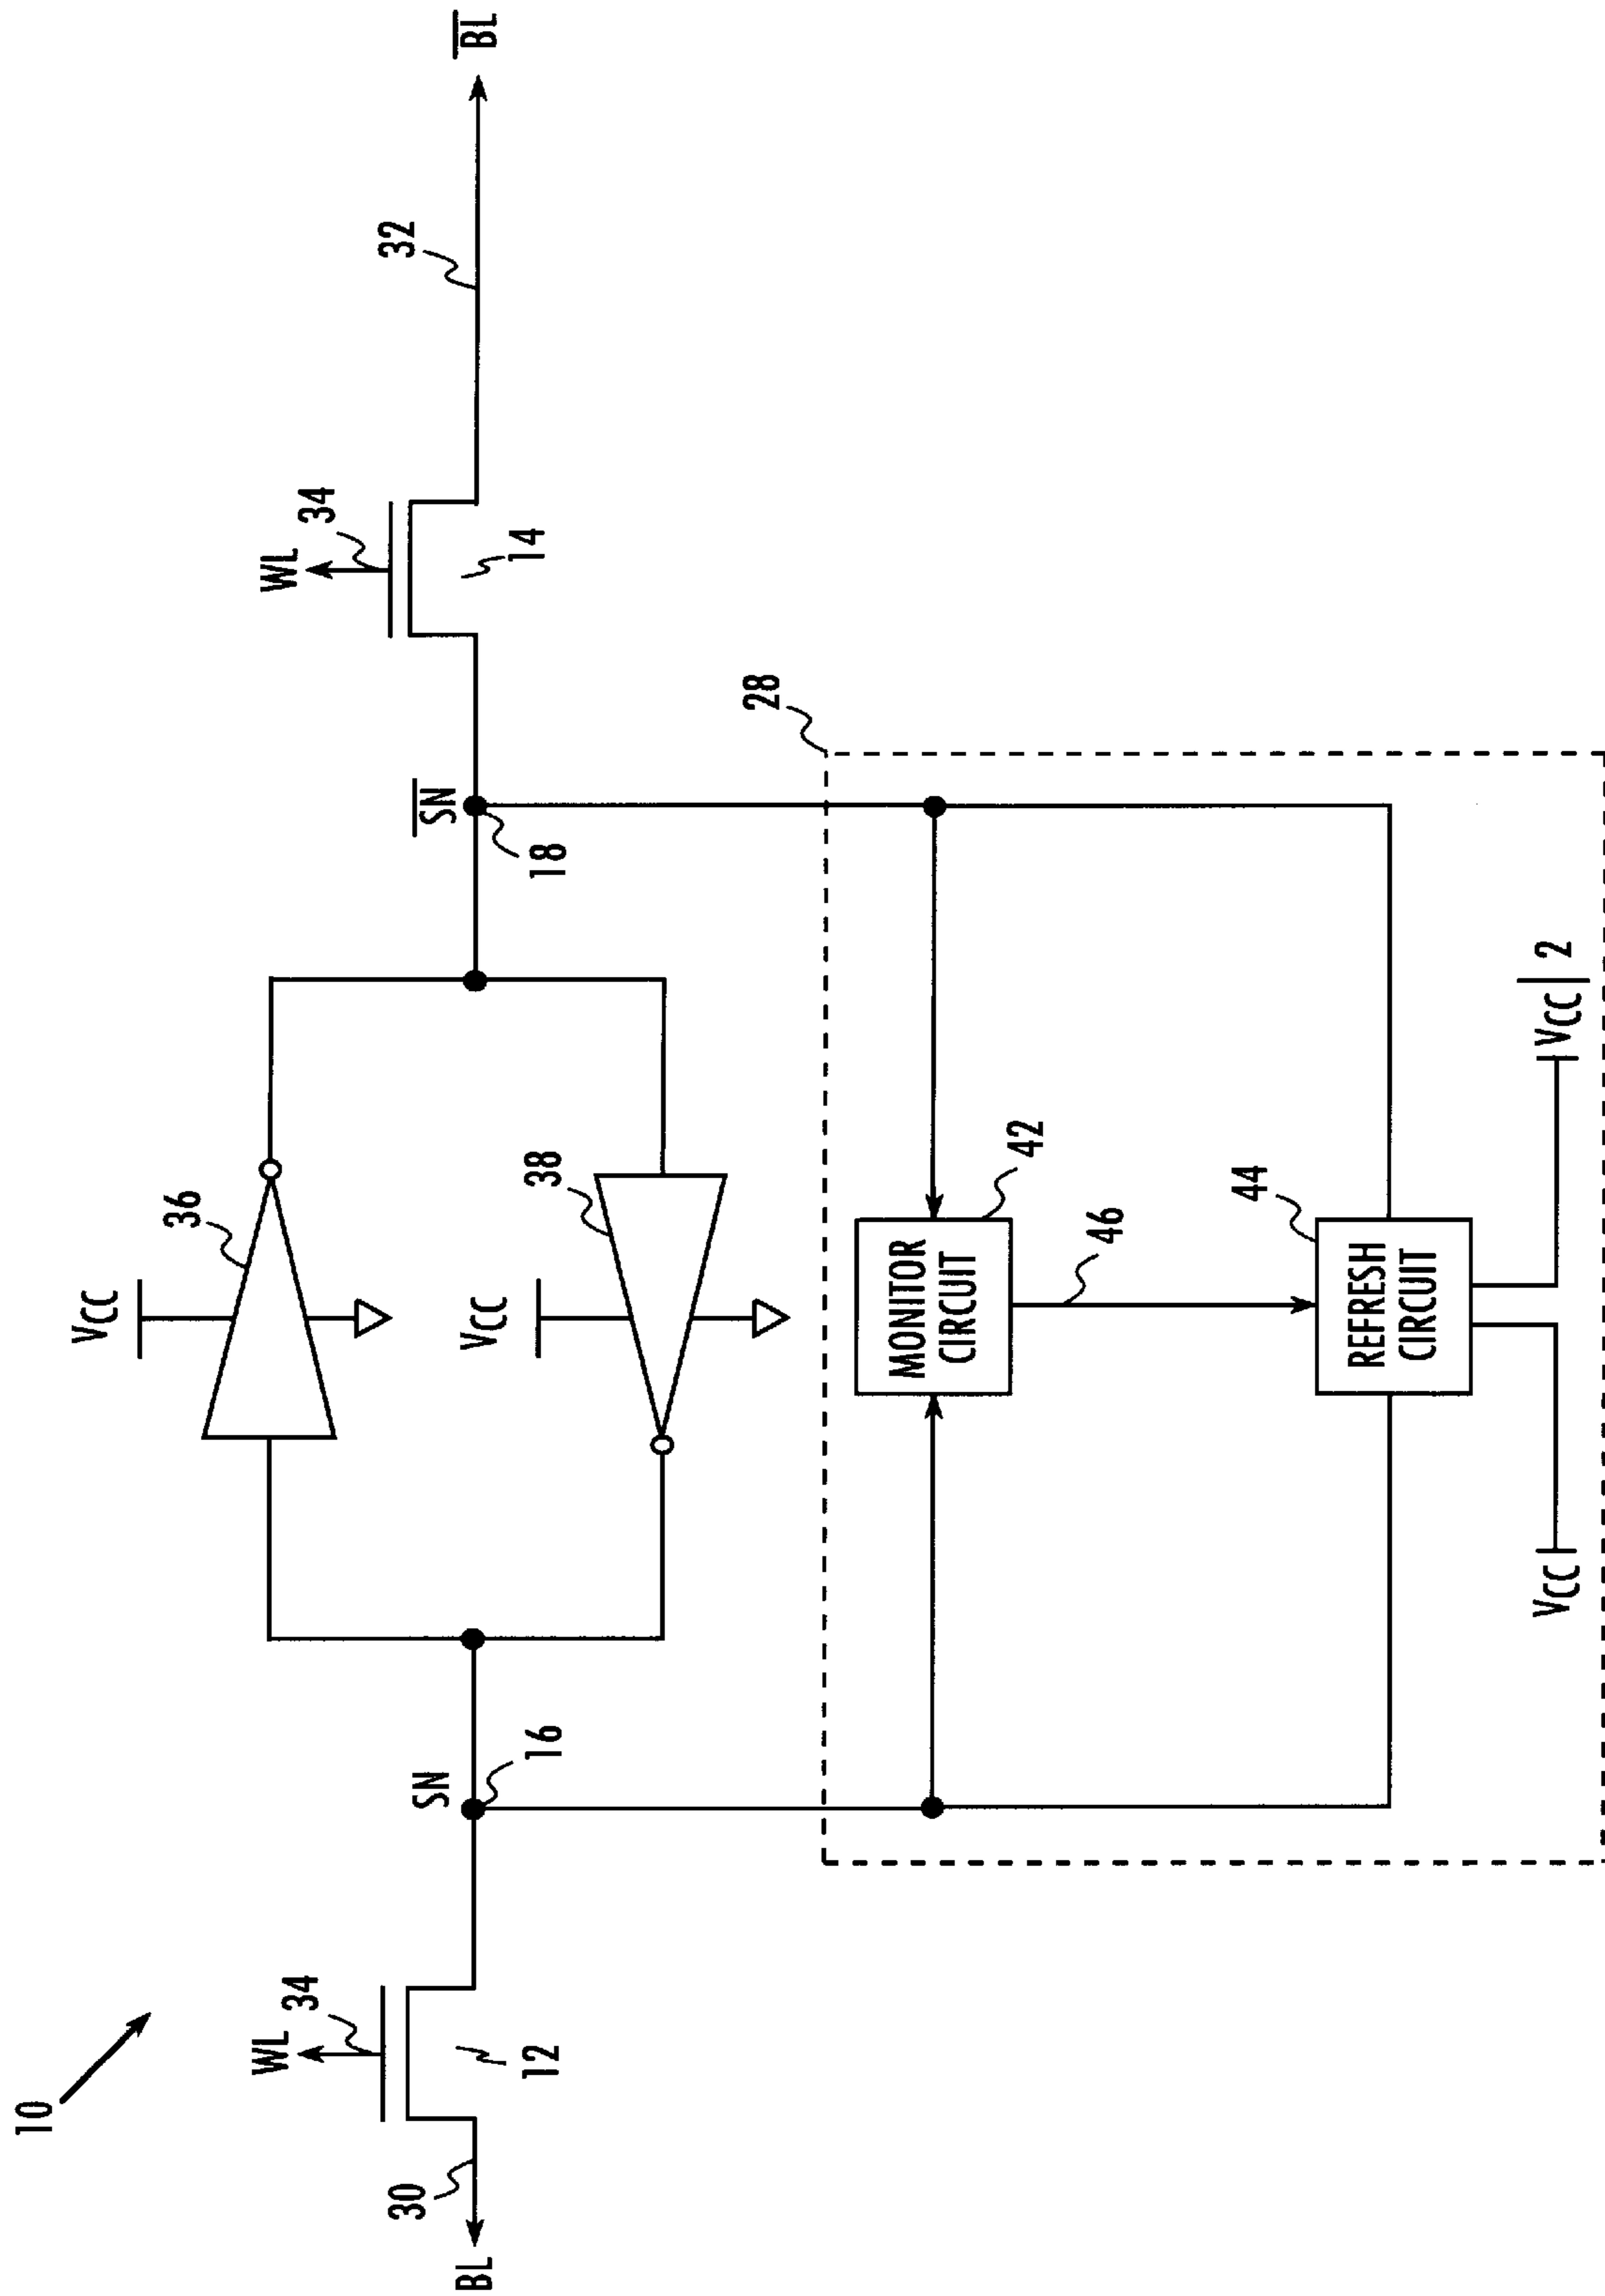 10
WL
34
12
30
BL
SN
16
VCC
36
VCC
38
SN
18
WL
34
14
32
BL
28
MONITOR
CIRCUIT
42
46
REFRESH
CIRCUIT
44
VCC
VCC| 2